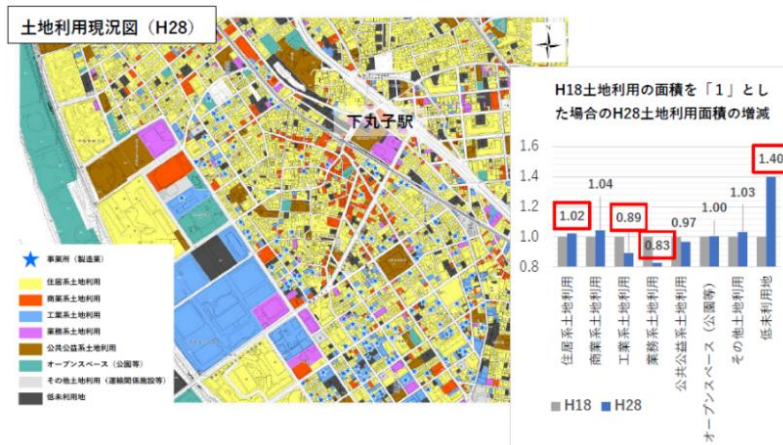 土地利用現況図（H28）
下丸子駅
事業所（製造業）
住居系土地利用
商業系土地利用
工業系土地利用
業務系土地利用
公共公益系土地利用
オープンスペース（公園等）
その他土地利用（運輸関係施設等）
低未利用地
H18土地利用の面積を「1」とし
た場合のH28土地利用面積の増減
1.6
1.4
1.2
1.0
0.8
1.02
1.04
0.89
0.83
0.97
1.00
1.03
1.40
住居系土地利用
商業系土地利用
工業系土地利用
業務系土地利用
公共公益系土地利用
オープンスペース（公園等）
その他土地利用
低未利用地
H18
H28